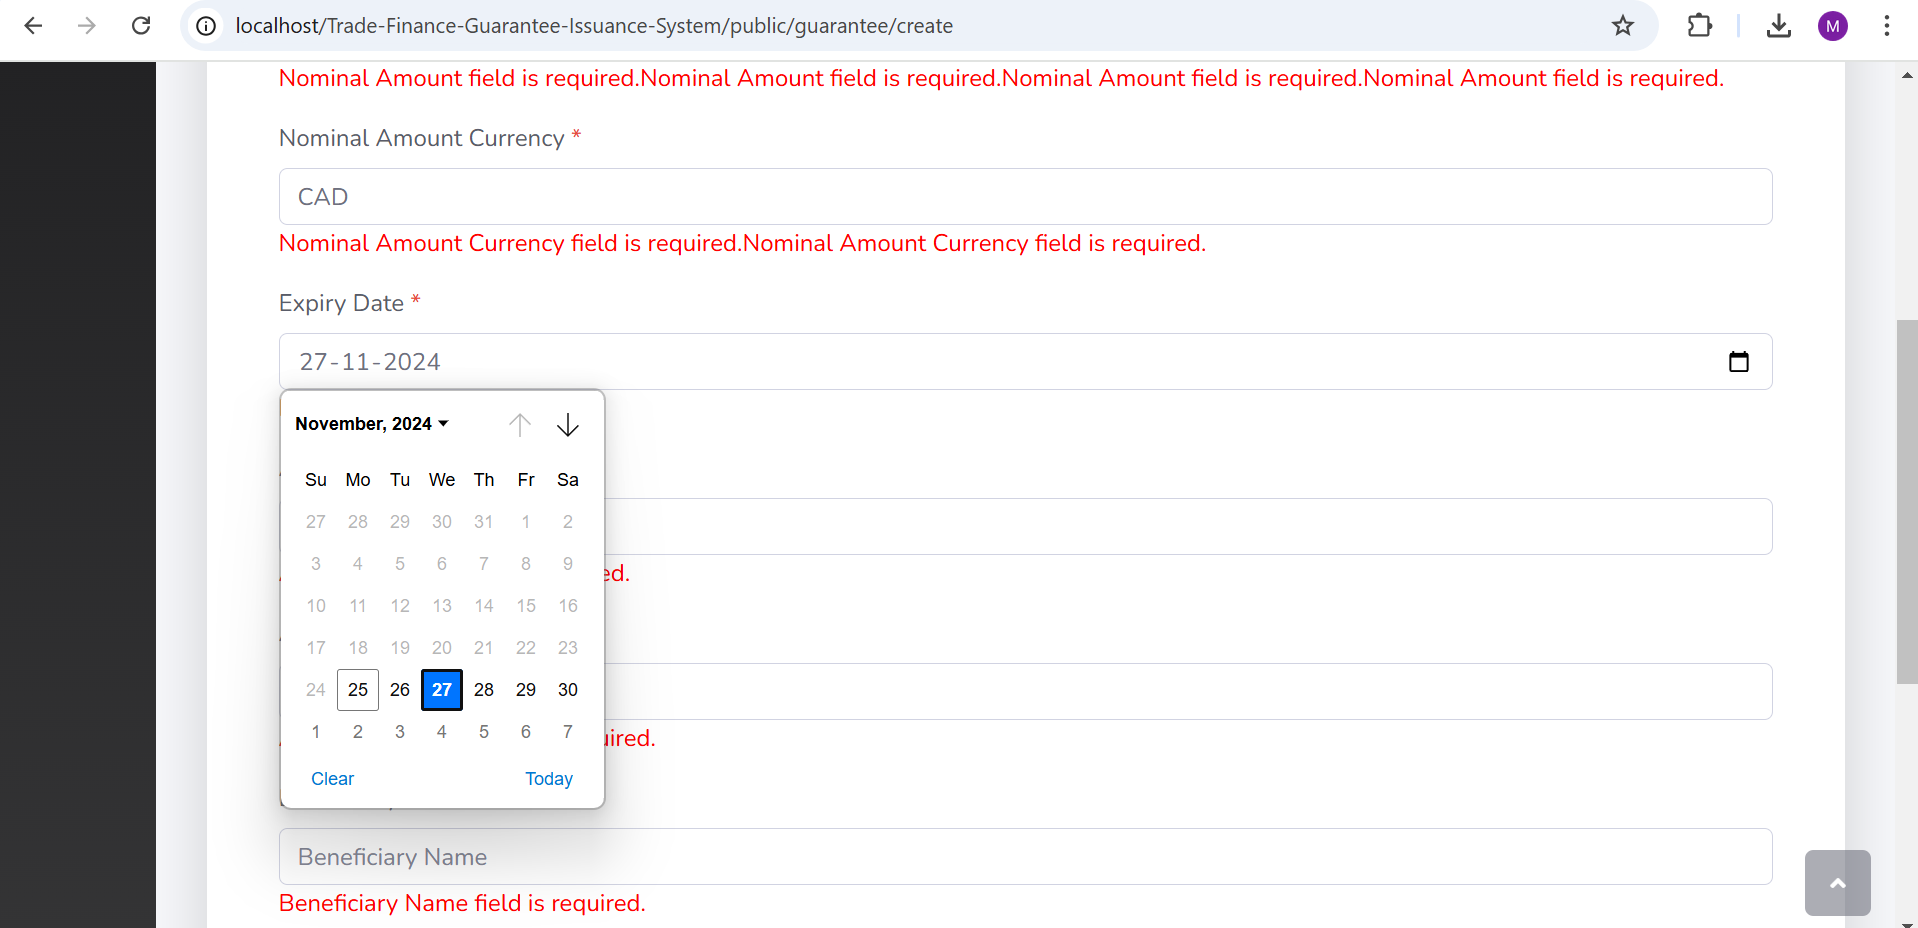 localhost/Trade-Finance-Guarantee-Issuance-System/public/guarantee/create
M
Nominal Amount field is required.Nominal Amount field is required.Nominal Amount field is required.Nominal Amount field is required.
Nominal Amount Currency *
CAD
Nominal Amount Currency field is required.Nominal Amount Currency field is required.
Expiry Date *
27-11-2024
November, 2024
Su Mo Tu We Th Fr Sa
27 28 29 30 31 1 2
3 4 5 6 7 8 9
10 11 12 13 14 15 16
17 18 19 20 21 22 23
24 25 26 27 28 29 30
1 2 3 4 5 6 7
Clear Today
Beneficiary Name
Beneficiary Name field is required.